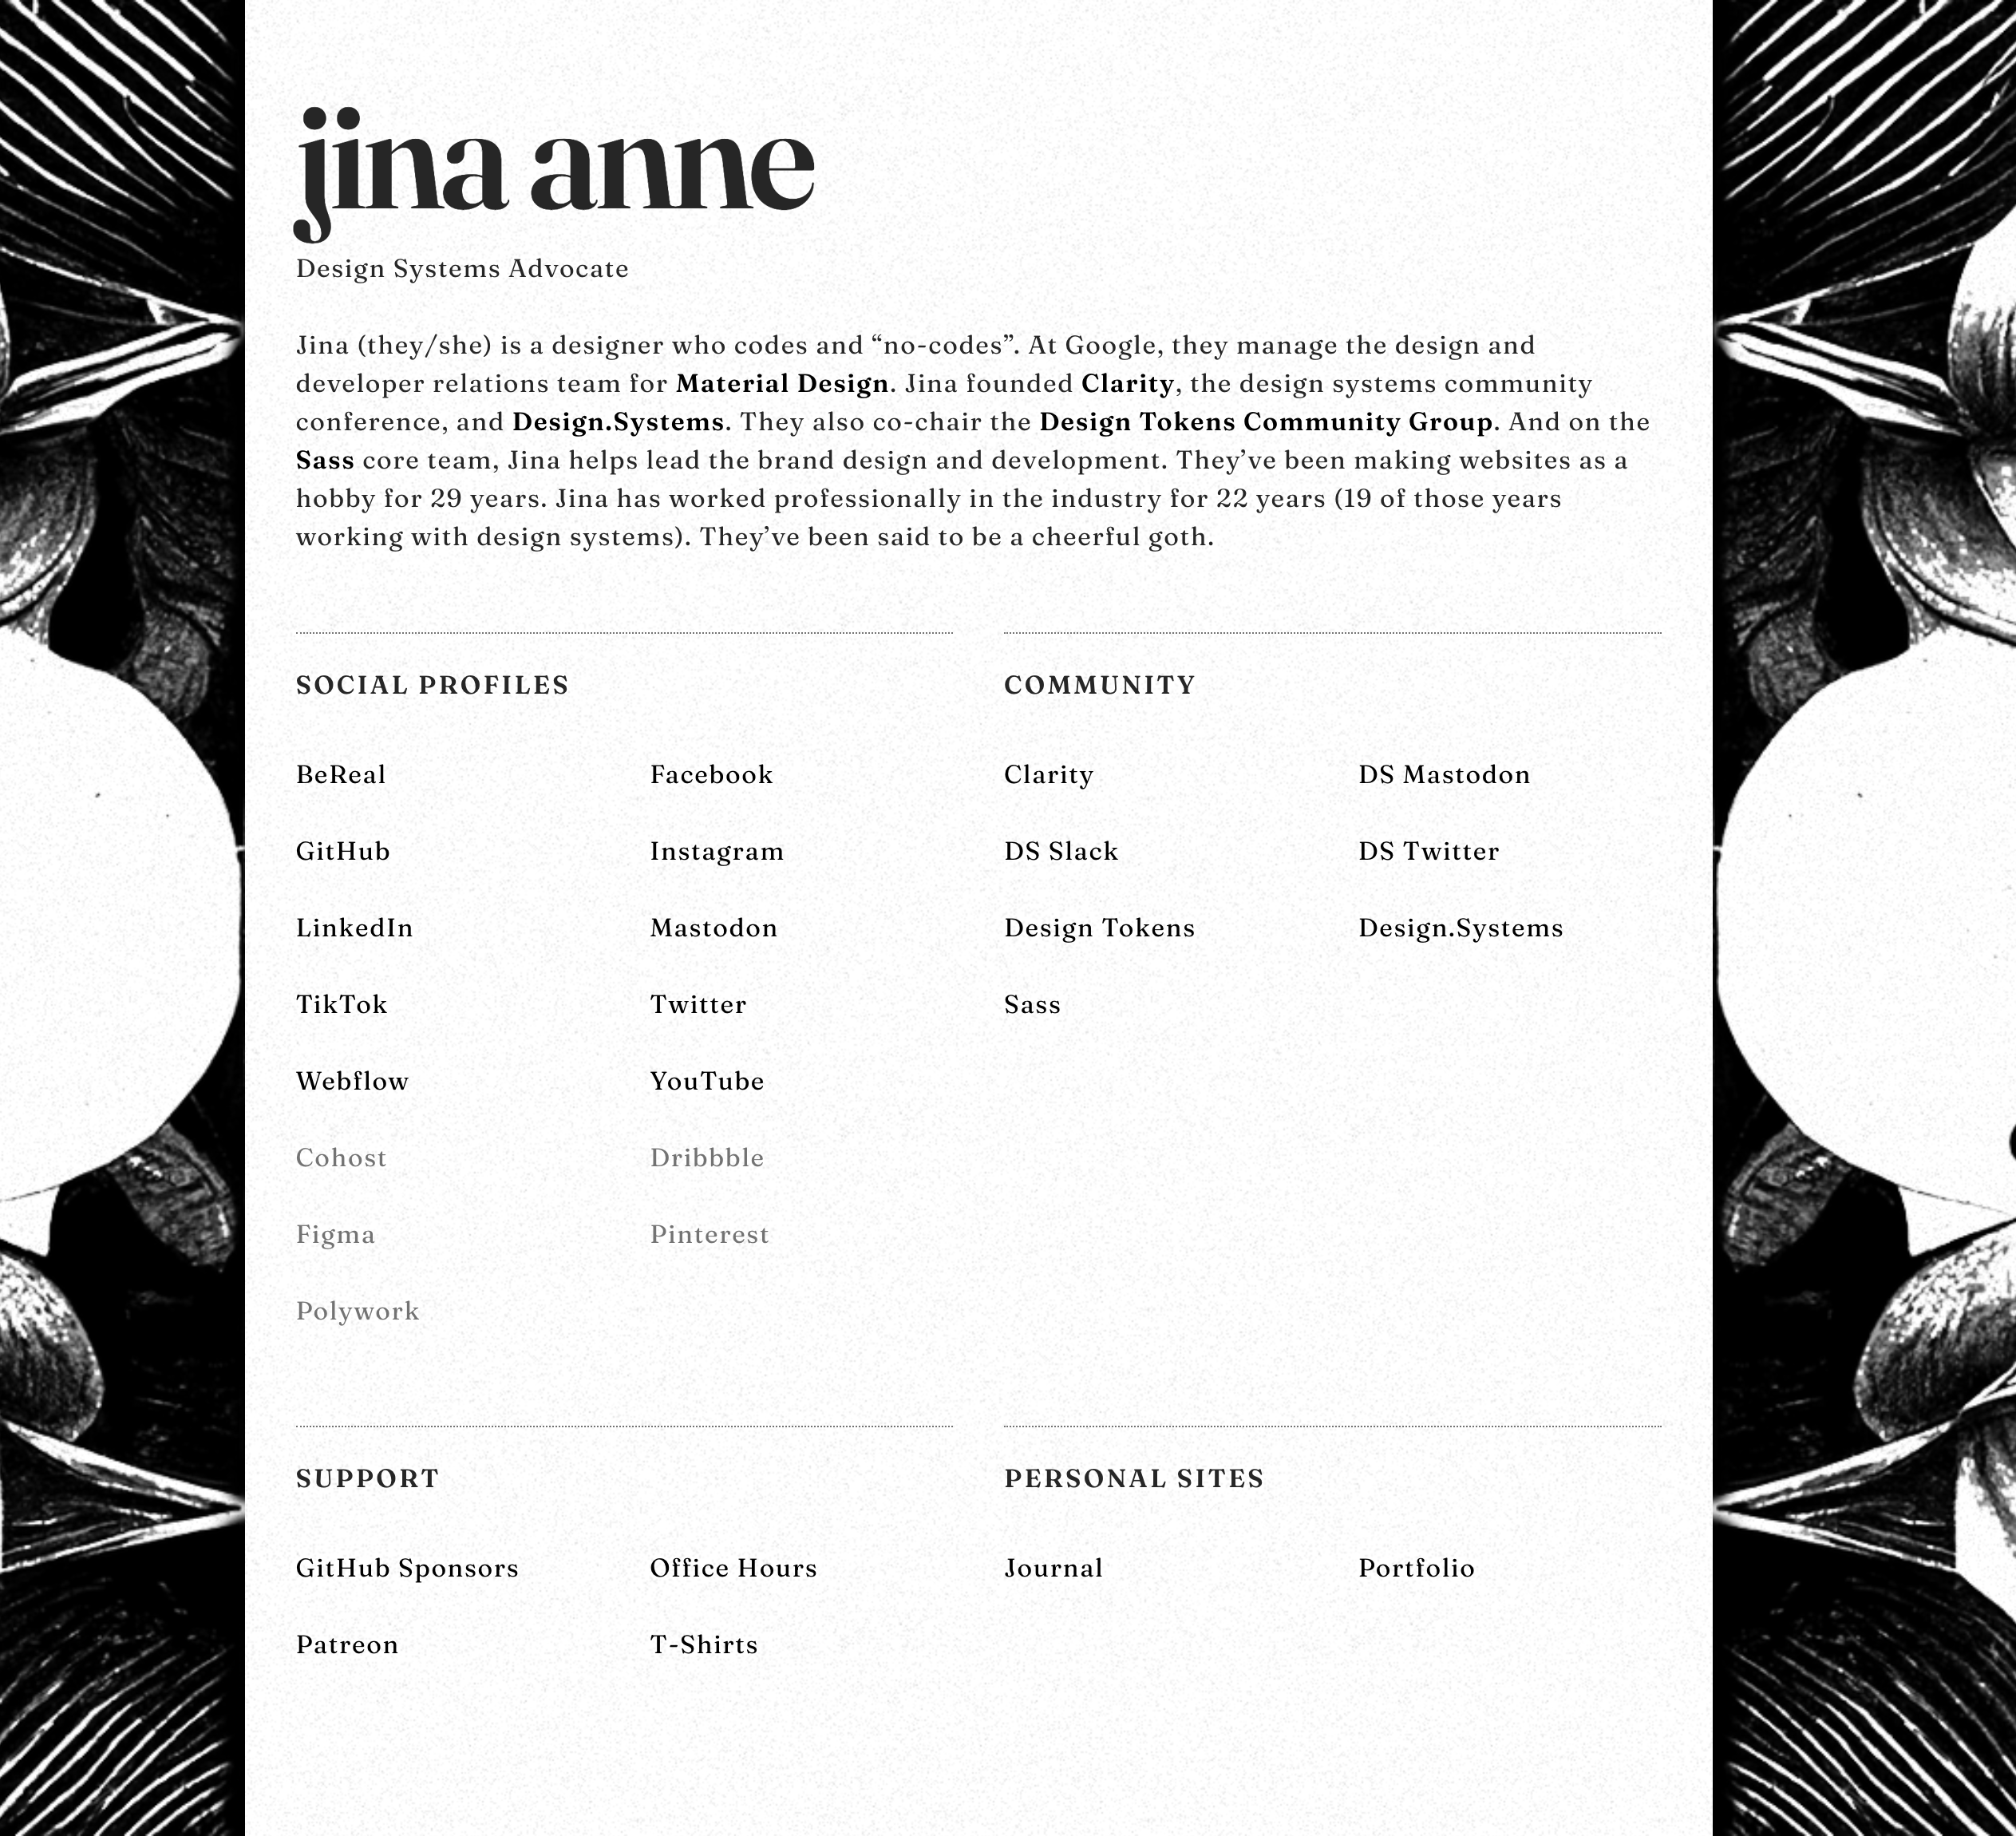 jina anne
Design Systems Advocate
Jina (they/she) is a designer who codes and “no-codes”. At Google, they manage the design and
developer relations team for Material Design. Jina founded Clarity, the design systems community
conference, and Design.Systems. They also co-chair the Design Tokens Community Group. And on the
Sass core team, Jina helps lead the brand design and development. They’ve been making websites as a
hobby for 29 years. Jina has worked professionally in the industry for 22 years (19 of those years
working with design systems). They’ve been said to be a cheerful goth.
SOCIAL PROFILES
BeReal
Facebook
GitHub
Instagram
LinkedIn
Mastodon
TikTok
Twitter
Webflow
YouTube
Cohost
Dribbble
Figma
Pinterest
Polywork
COMMUNITY
Clarity
DS Mastodon
DS Slack
DS Twitter
Design Tokens
Design.Systems
Sass
SUPPORT
GitHub Sponsors
Office Hours
Patreon
T-Shirts
PERSONAL SITES
Journal
Portfolio